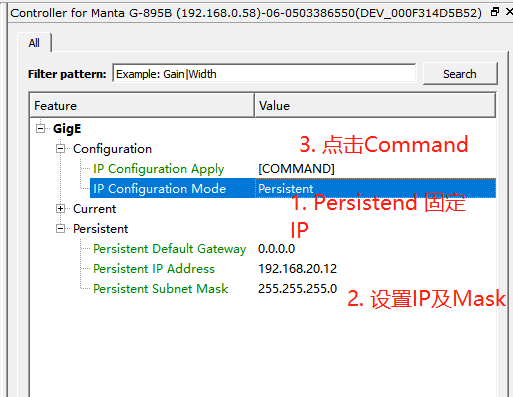 Controller for Manta G-895B (192.168.0.58)-06-0503386550(DEV_000F314D5B52)
All
Filter pattern: Example: Gain|Width Search
Feature Value
GigE
Configuration
3. 点击Command
IP Configuration Apply [COMMAND]
IP Configuration Mode Persistent
1. Persistend 固定
IP
Current
Persistent
Persistent Default Gateway 0.0.0.0
Persistent IP Address 192.168.20.12
Persistent Subnet Mask 255.255.255.0
2. 设置IP及Mask